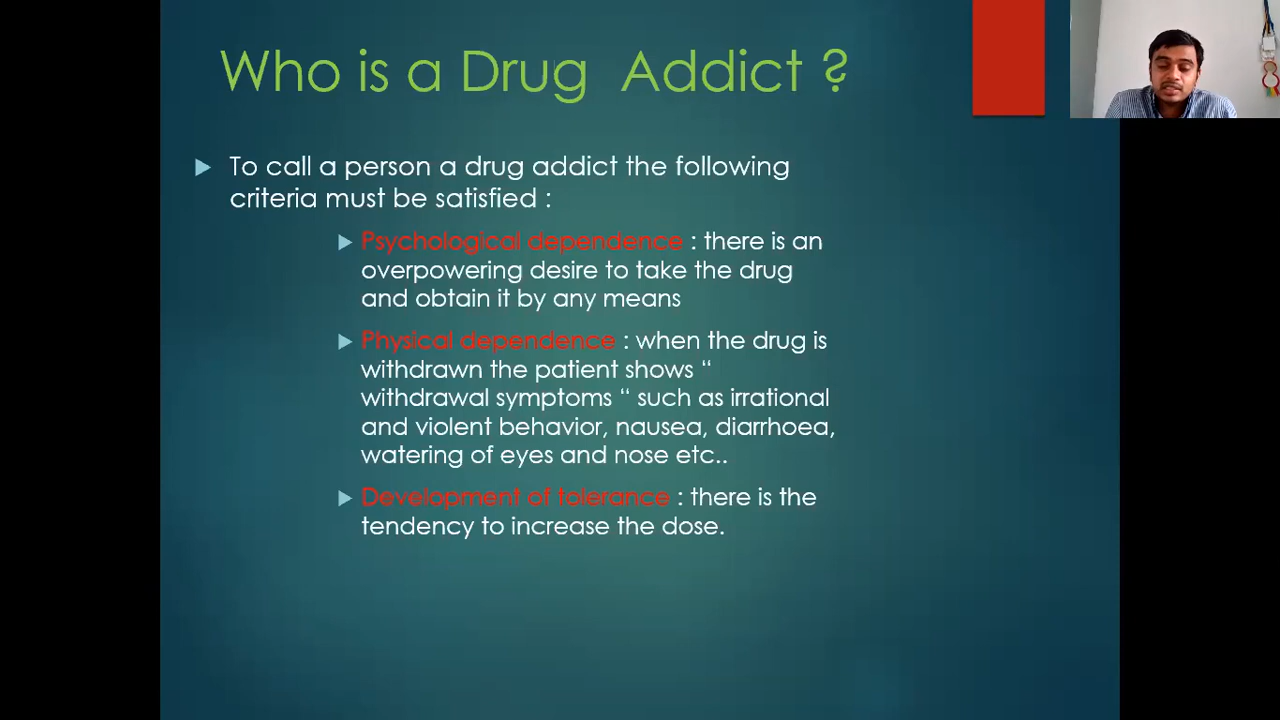 Who is a Drug Addict ?
To call a person a drug addict the following
criteria must be satisfied :
Psychological dependence : there is an
overpowering desire to take the drug
and obtain it by any means
Physical dependence : when the drug is
withdrawn the patient shows “
withdrawal symptoms “ such as irrational
and violent behavior, nausea, diarrhoea,
watering of eyes and nose etc..
Development of tolerance : there is the
tendency to increase the dose.